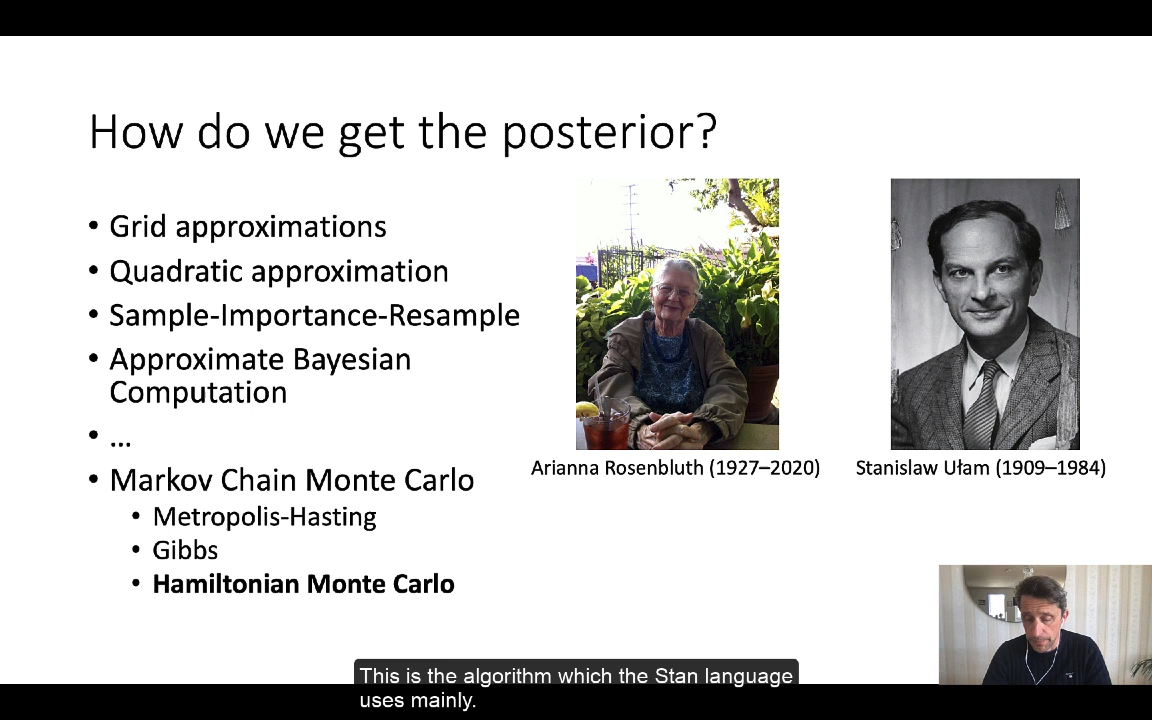 How do we get the posterior?
• Grid approximations
• Quadratic approximation
• Sample-Importance-Resample
• Approximate Bayesian
Computation
• ...
• Markov Chain Monte Carlo
• Metropolis-Hasting
• Gibbs
• Hamiltonian Monte Carlo
Arianna Rosenbluth (1927–2020)
Stanislaw Ułam (1909–1984)
This is the algorithm which the Stan language
uses mainly.